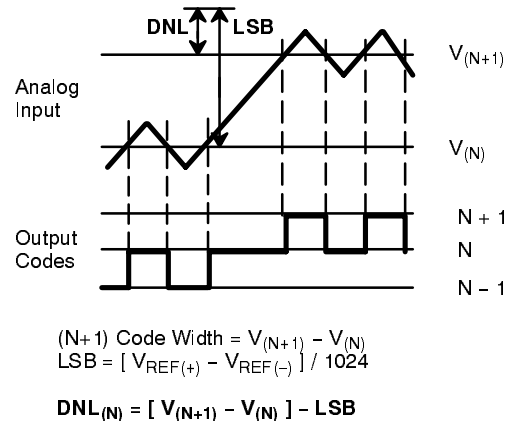 DNL LSB
V(N+1)
Analog
Input
V(N)
N + 1
Output
Codes
N
N – 1
(N+1) Code Width = V(N+1) – V(N)
LSB = [ VREF(+) – VREF(–) ] / 1024
DNL(N) = [ V(N+1) – V(N) ] – LSB